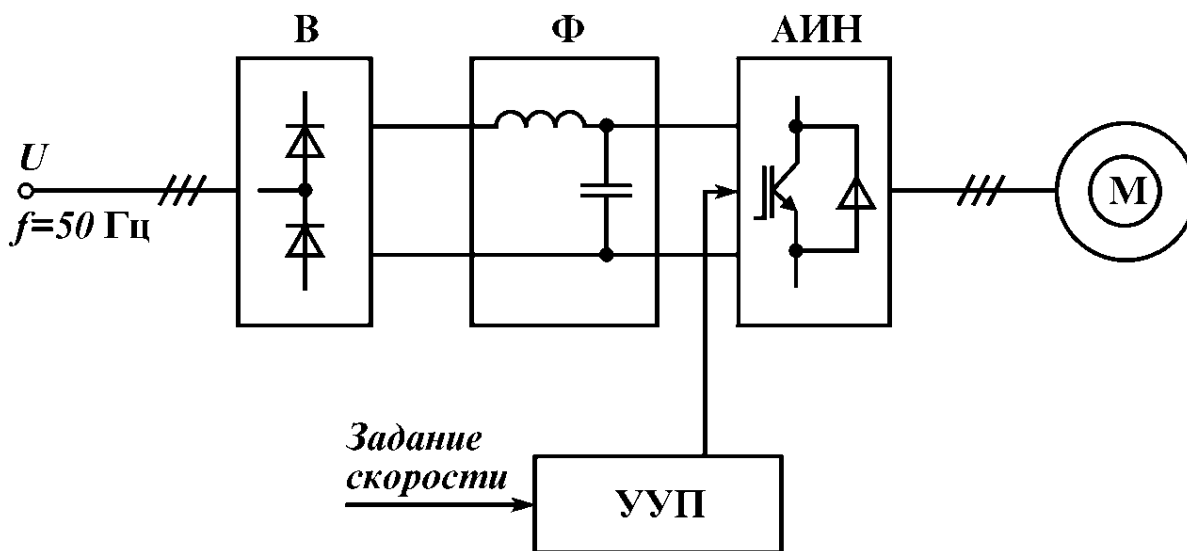 В
Ф
АИН
U
f=50 Гц
М
Задание
скорости
УУП